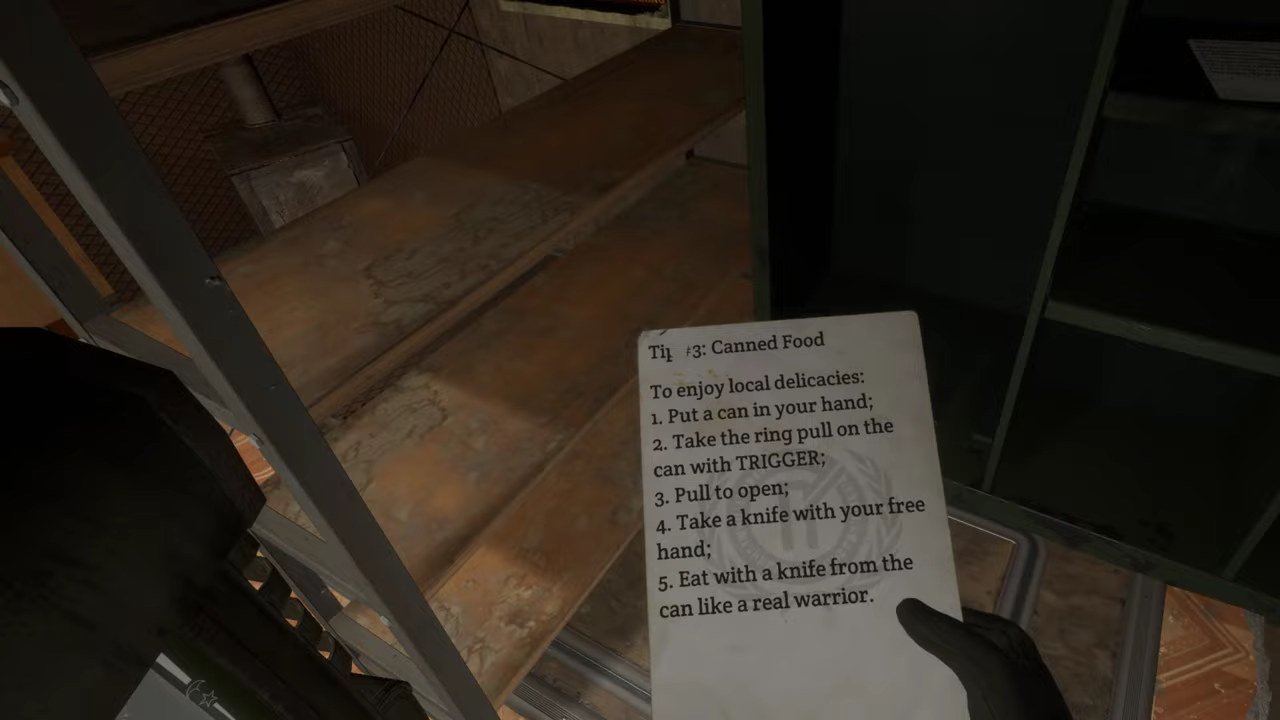 Tip #3: Canned Food
To enjoy local delicacies:
1. Put a can in your hand;
2. Take the ring pull on the
can with TRIGGER;
3. Pull to open;
4. Take a knife with your free
hand;
5. Eat with a knife from the
can like a real warrior.